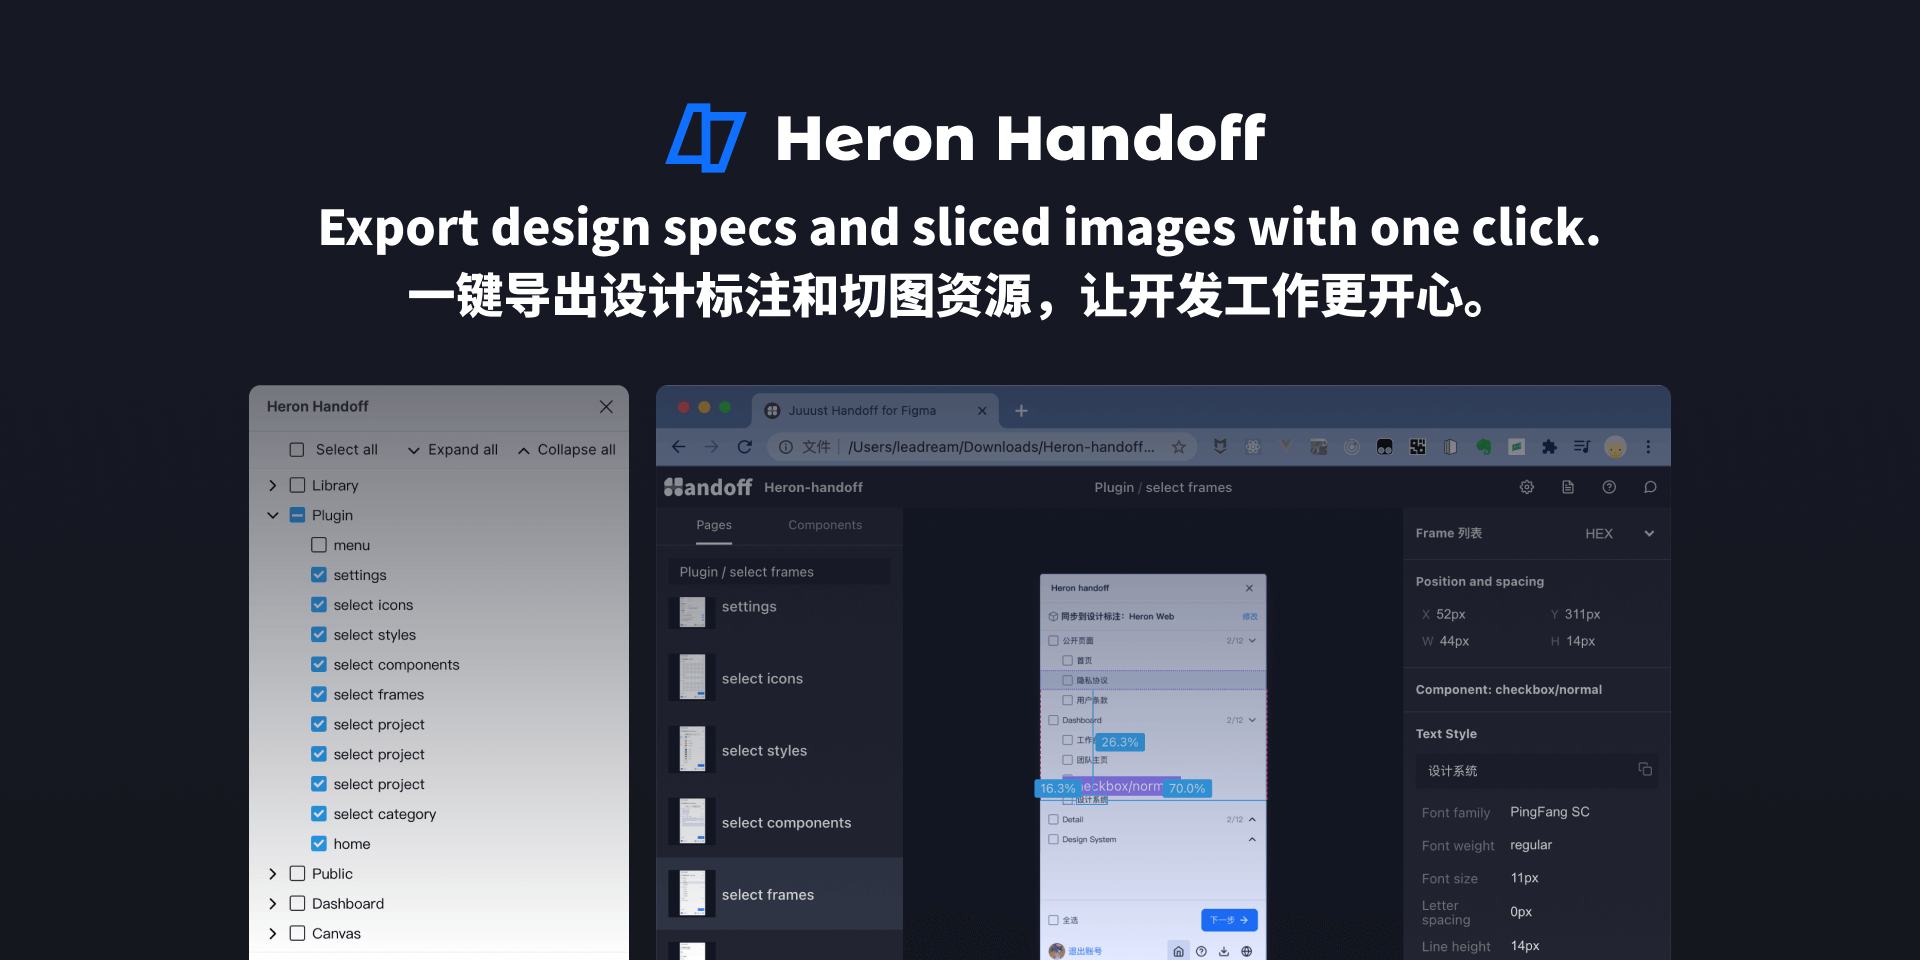 Heron Handoff
Export design specs and sliced images with one click.
一键导出设计标注和切图资源，让开发工作更开心。
Heron Handoff
Select all
Expand all
Collapse all
Library
Plugin
menu
settings
select icons
select styles
select components
select frames
select project
select project
select project
select category
home
Public
Dashboard
Canvas
Juuust Handoff for Figma
文件
/Users/leadream/Downloads/Heron-handoff...
Handoff
Heron-handoff
Plugin / select frames
Pages
Components
Plugin / select frames
settings
select icons
select styles
select components
select frames
Heron handoff
同步到设计标注：Heron Web
修改
公开页面
2/12
首页
隐私协议
用户条款
Dashboard
2/12
工作
26.3%
团队主页
16.3%
eckbox/norm
70.0%
设计系统
Detail
2/12
Design System
全选
下一步
退出账号
Frame 列表
HEX
Position and spacing
X 52px
Y 311px
W 44px
H 14px
Component: checkbox/normal
Text Style
设计系统
Font family PingFang SC
Font weight regular
Font size 11px
Letter spacing 0px
Line height 14px